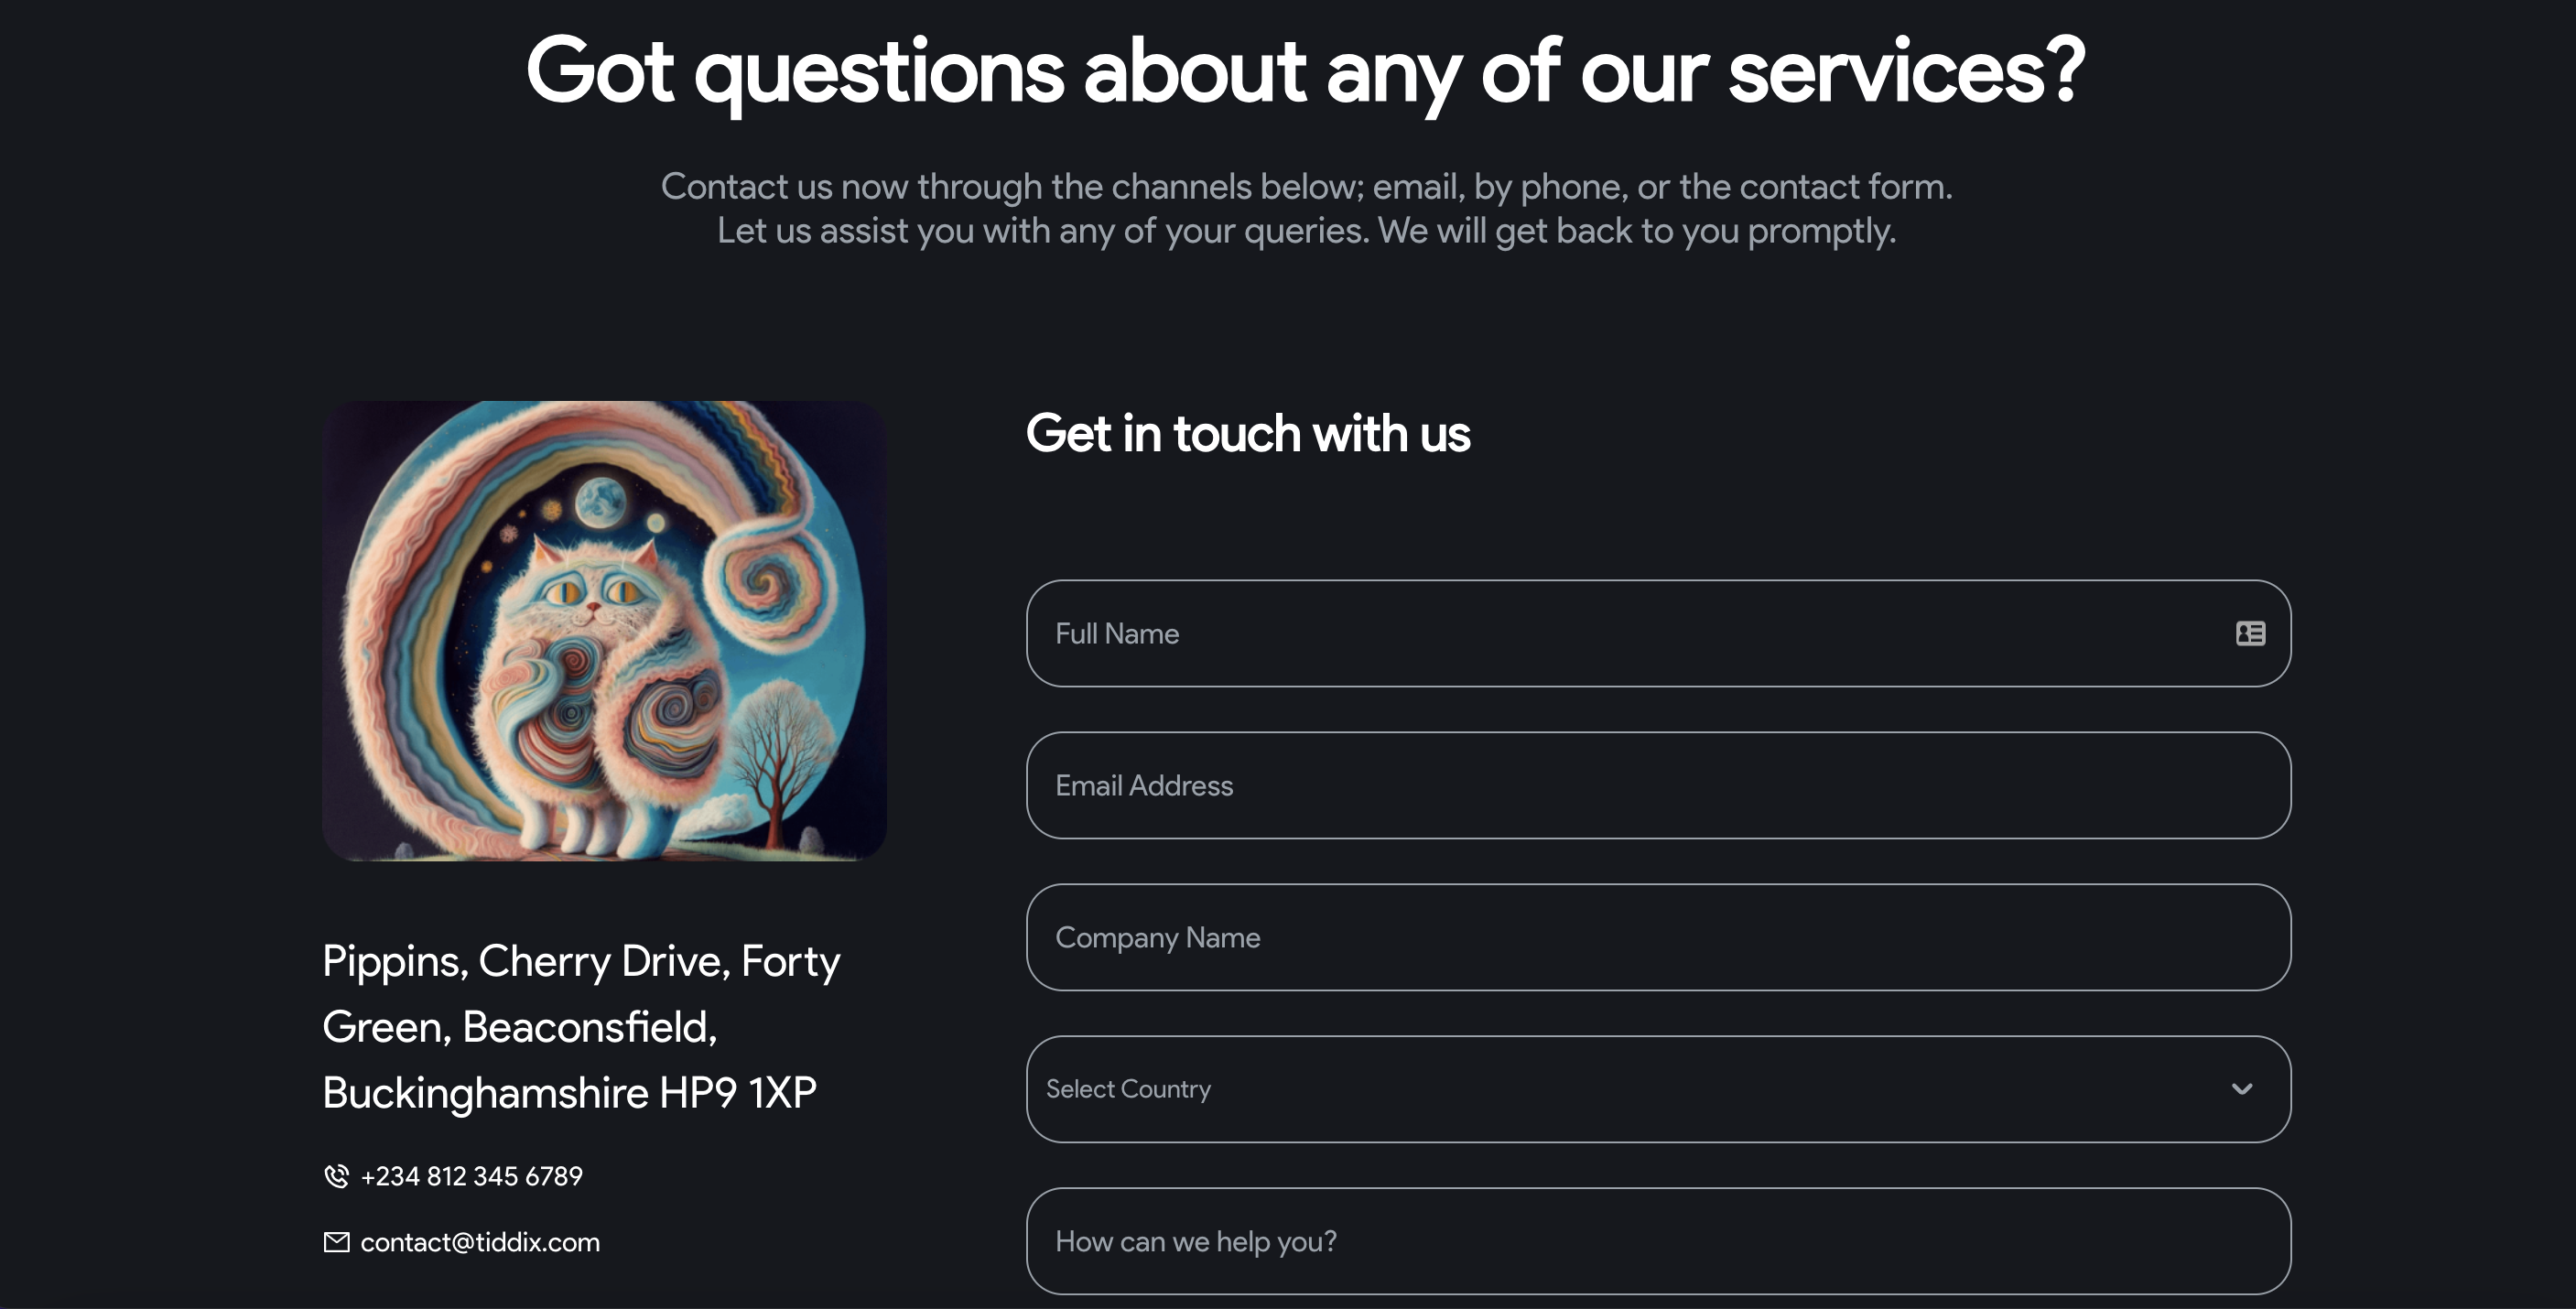 Got questions about any of our services?
Contact us now through the channels below; email, by phone, or the contact form.
Let us assist you with any of your queries. We will get back to you promptly.
Get in touch with us
Full Name
Email Address
Company Name
Select Country
How can we help you?
Pippins, Cherry Drive, Forty
Green, Beaconsfield,
Buckinghamshire HP9 1XP
+234 812 345 6789
contact@tiddix.com